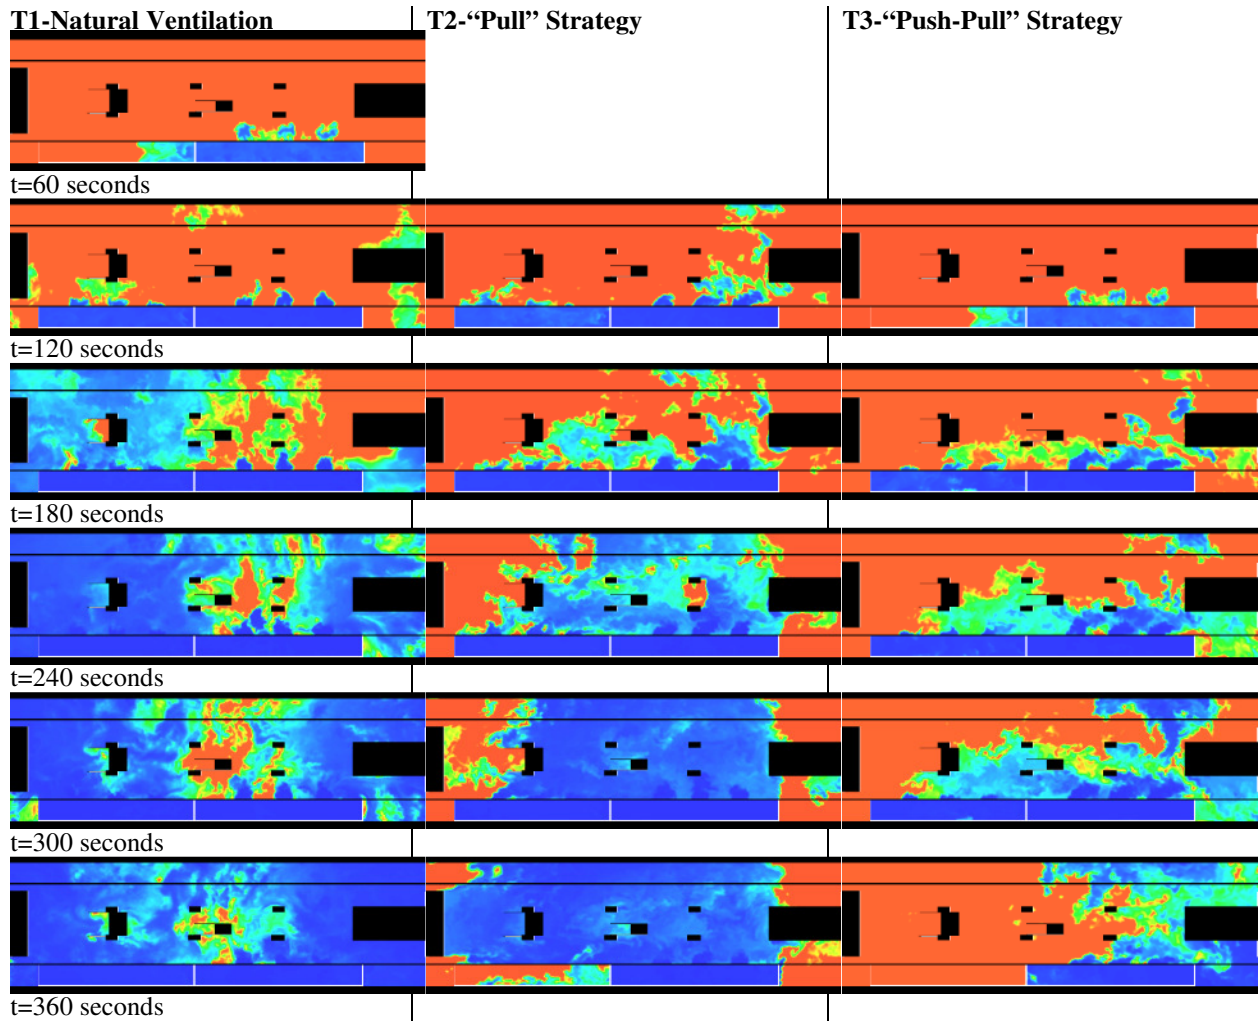 T1-Natural Ventilation
T2-“Pull” Strategy
T3-“Push-Pull” Strategy
t=60 seconds
t=120 seconds
t=180 seconds
t=240 seconds
t=300 seconds
t=360 seconds